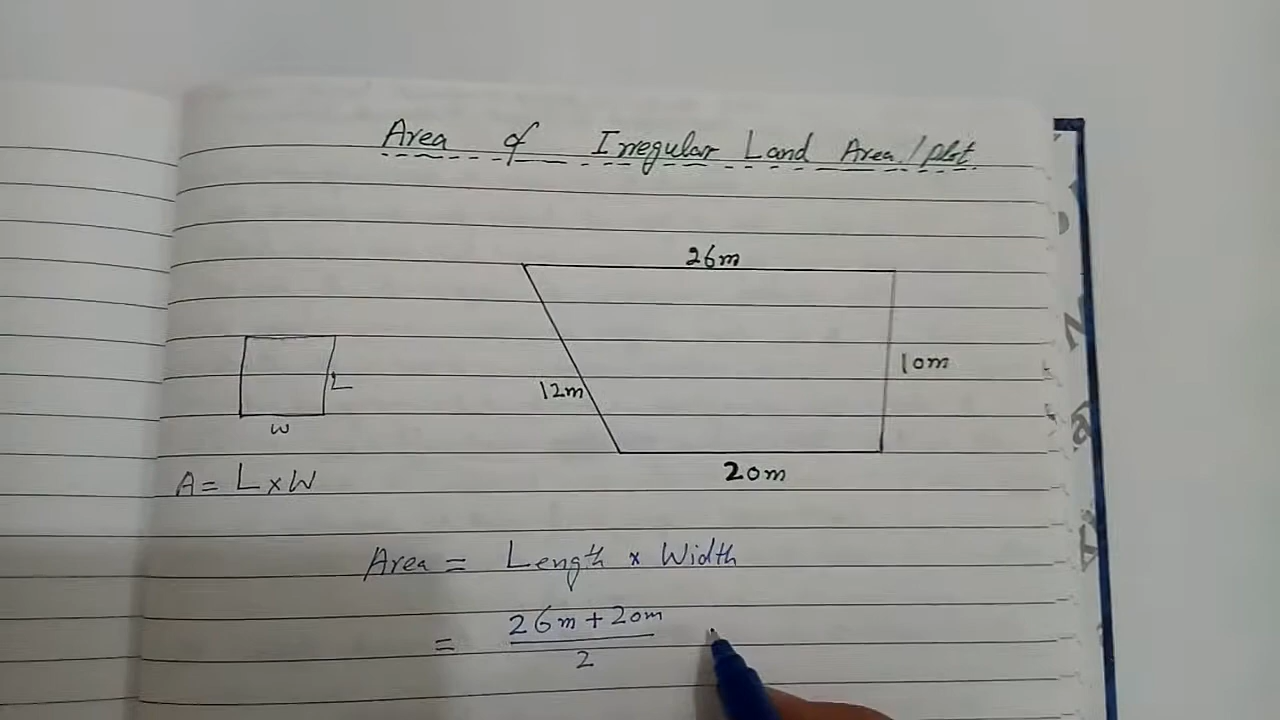 Area of Irregular Land Area/plot
26m
10m
12m
20m
L
W
A = L x W
Area = Length x Width
= 26m + 20m
2